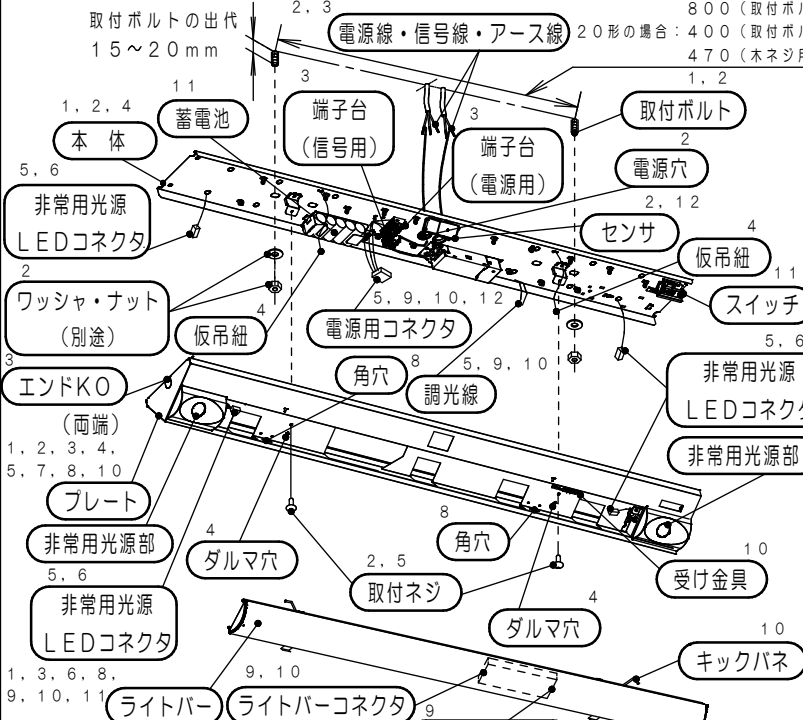 取付ボルトの出代
15～20mm
2, 3
電源線・信号線・アース線
800（取付ボル
20形の場合：400（取付ボル
470（木ネジ用
1, 2
取付ボルト
11
蓄電池
3
端子台
（信号用）
3
端子台
（電源用）
2
電源穴
1, 2, 4
本 体
2, 12
センサ
5, 6
非常用光源
LEDコネクタ
4
仮吊紐
11
スイッチ
2
ワッシャ・ナット
（別途）
4
仮吊紐
5, 9, 10, 12
電源用コネクタ
5, 9, 10
調光線
5, 6
非常用光源
LEDコネクタ
3
エンドKO
（両端）
8
角穴
非常用光源部
1, 2, 3, 4,
5, 7, 8, 10
プレート
非常用光源部
4
ダルマ穴
8
角穴
10
受け金具
2, 5
取付ネジ
5, 6
非常用光源
LEDコネクタ
4
ダルマ穴
10
キックバネ
1, 3, 6, 8,
9, 10, 11
ライトバー
9, 10
ライトバーコネクタ
9